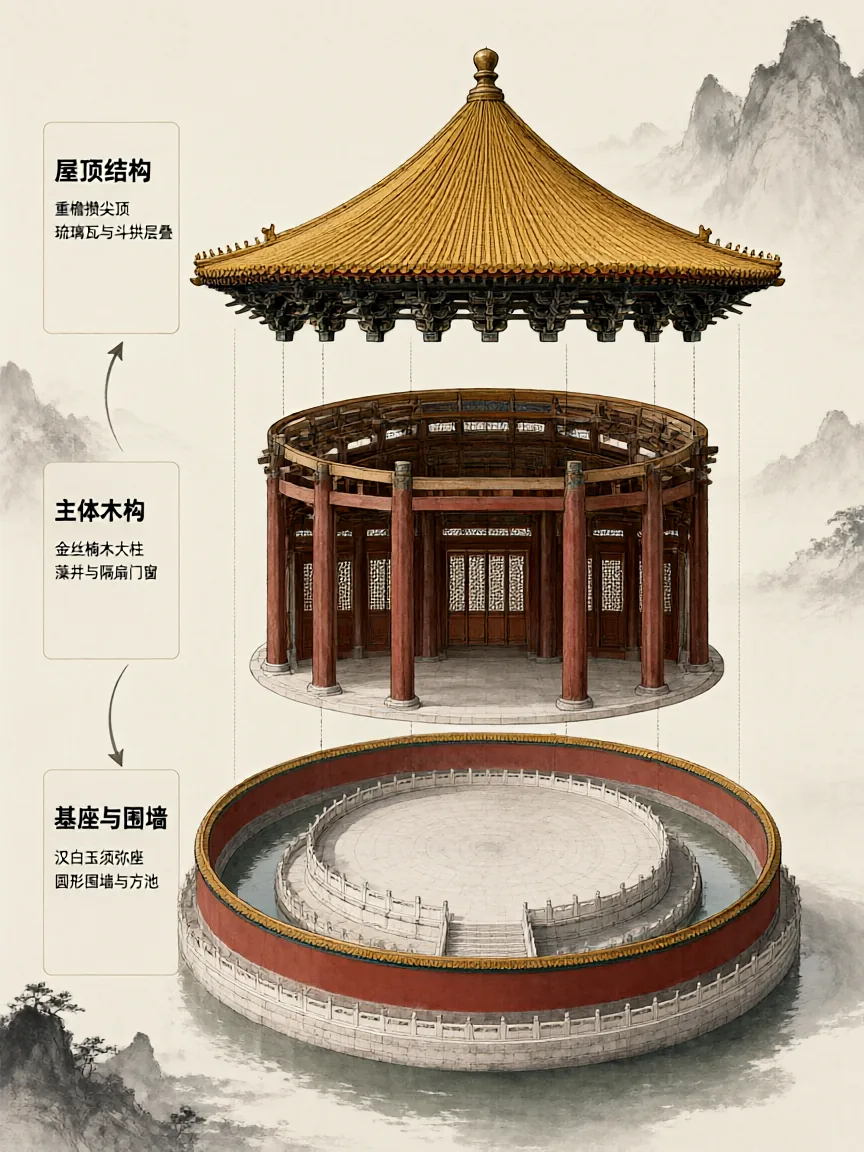 屋顶结构
重檐攒尖顶
琉璃瓦与斗拱层叠
主体木构
金丝楠木大柱
藻井与隔扇门窗
基座与围墙
汉白玉须弥座
圆形围墙与方池